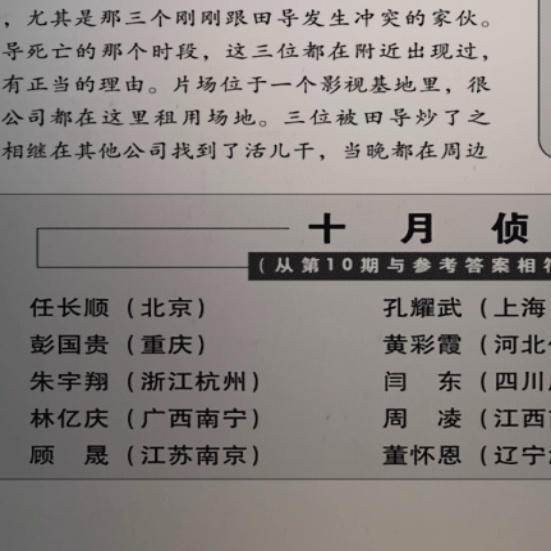 ，尤其是那三个刚刚跟田导发生冲突的家伙。
导死亡的那个时段，这三位都在附近出现过，
有正当的理由。片场位于一个影视基地里，很
公司都在这里租用场地。三位被田导炒了之
相继在其他公司找到了活儿干，当晚都在周边
十月侦
（从第10期与参考答案相符
任长顺（北京） 孔耀武（上海
彭国贵（重庆） 黄彩霞（河北
朱宇翔（浙江杭州） 闫　东（四川
林亿庆（广西南宁） 周　凌（江西
顾　晟（江苏南京） 董怀恩（辽宁